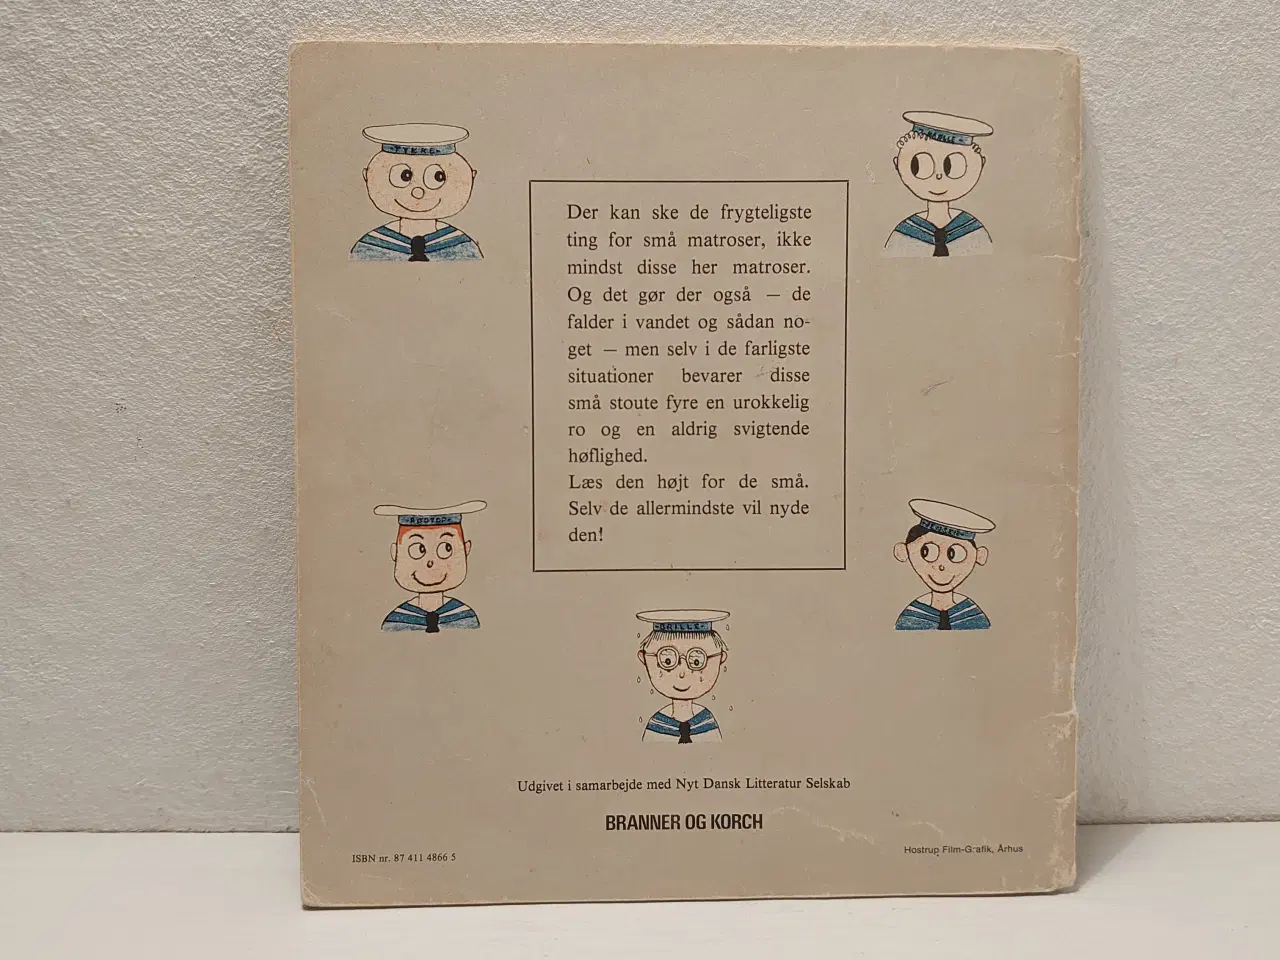 TYKKE
Der kan ske de frygteligste
ting for små matroser, ikke
mindst disse her matroser.
Og det gør der også — de
falder i vandet og sådan no-
get — men selv i de farligste
situationer bevarer disse
små stoute fyre en urokkelig
ro og en aldrig svigtende
høflighed.
Læs den højt for de små.
Selv de allermindste vil nyde
den!
RØDTOP
BRILLE
Udgivet i samarbejde med Nyt Dansk Litteratur Selskab
BRANNER OG KORCH
ISBN nr. 87 411 4866 5
Hostrup Film-Grafik, Århus